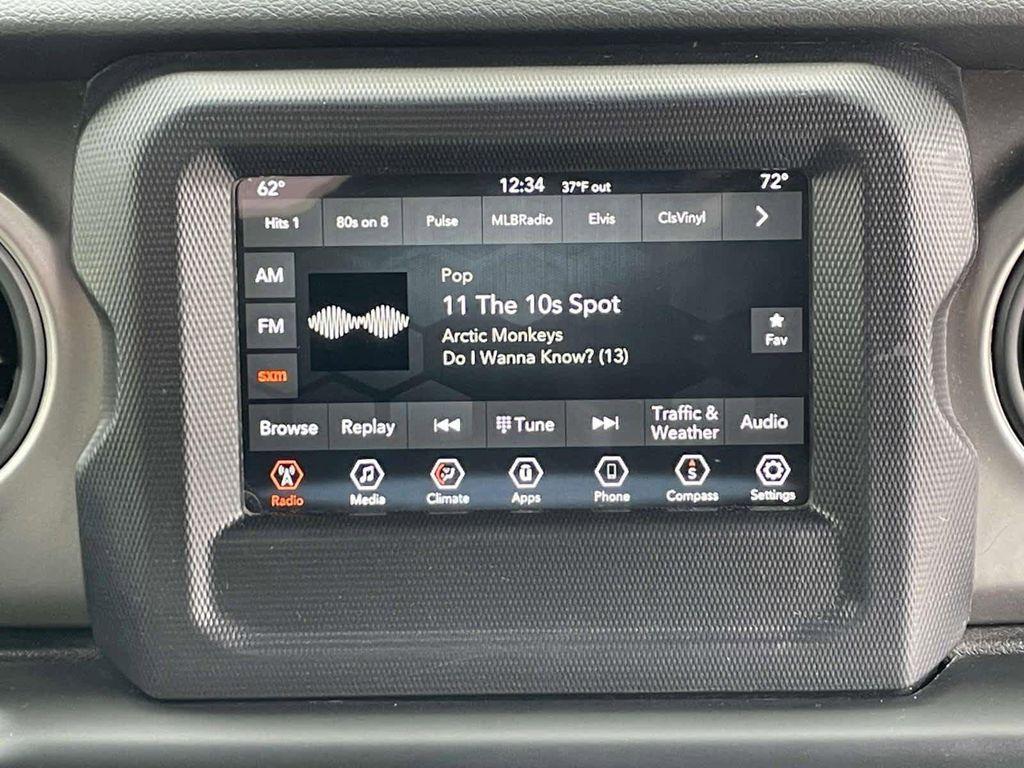 62° 12:34 37°F out 72°
Hits 1 80s on 8 Pulse MLBRadio Elvis ClsVinyl
AM
FM
sxm
Pop
11 The 10s Spot
Arctic Monkeys
Do I Wanna Know? (13)
Fav
Browse Replay Tune Traffic & Weather Audio
Radio Media Climate Apps Phone S Compass Settings